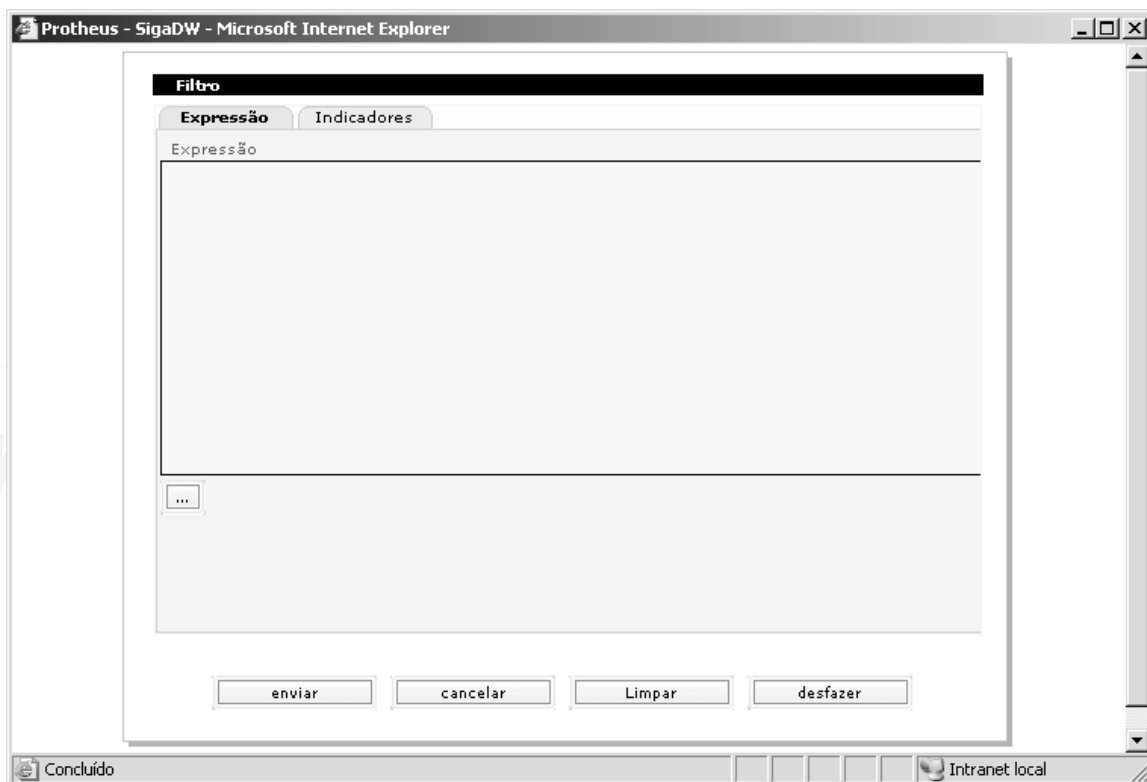 Protheus - SigaDW - Microsoft Internet Explorer
Filtro
Expressão Indicadores
Expressão
...
enviar cancelar Limpar desfazer
Concluído Intranet local